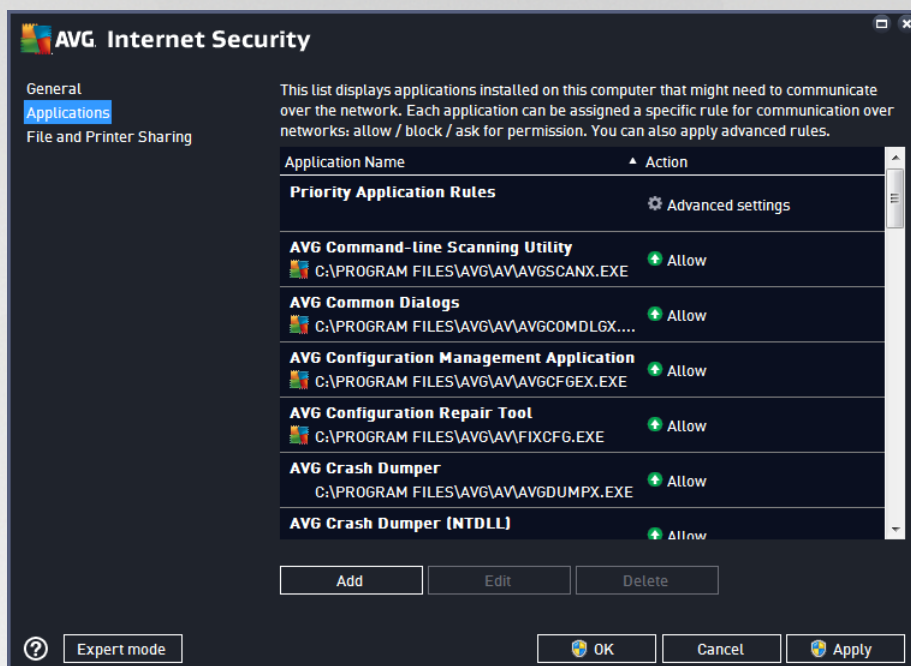 AVG Internet Security
General
Applications
File and Printer Sharing
This list displays applications installed on this computer that might need to communicate
over the network. Each application can be assigned a specific rule for communication over
networks: allow / block / ask for permission. You can also apply advanced rules.
Application Name Action
Priority Application Rules
Advanced settings
AVG Command-line Scanning Utility
C:\PROGRAM FILES\AVG\AV\AVGSCANX.EXE
Allow
AVG Common Dialogs
C:\PROGRAM FILES\AVG\AV\AVGCOMDLGX....
Allow
AVG Configuration Management Application
C:\PROGRAM FILES\AVG\AV\AVGCFGEX.EXE
Allow
AVG Configuration Repair Tool
C:\PROGRAM FILES\AVG\AV\FIXCFG.EXE
Allow
AVG Crash Dumper
C:\PROGRAM FILES\AVG\AV\AVGDUMPX.EXE
Allow
AVG Crash Dumper (NTDLL)
Allow
Add Edit Delete
? Expert mode OK Cancel Apply